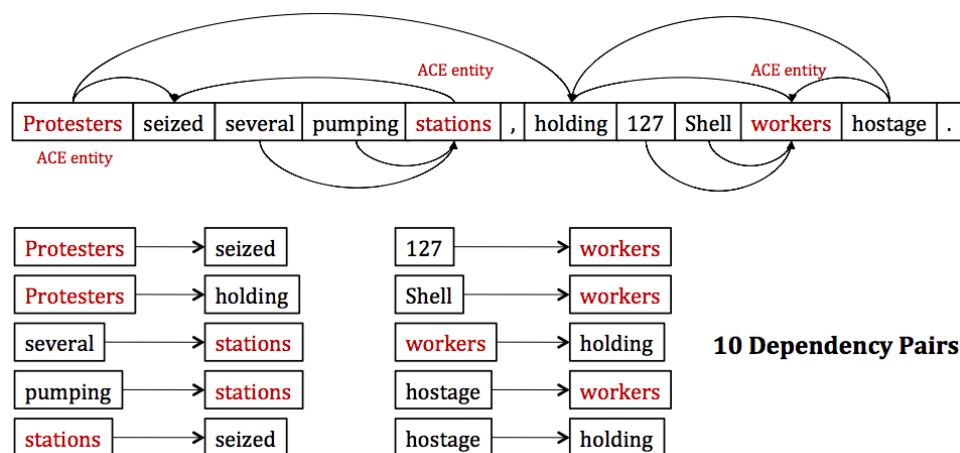 ACE entity ACE entity
Protesters seized several pumping stations , holding 127 Shell workers hostage .
ACE entity
Protesters seized 127 workers
Protesters holding Shell workers
several stations workers holding
10 Dependency Pairs
pumping stations hostage workers
stations seized hostage holding